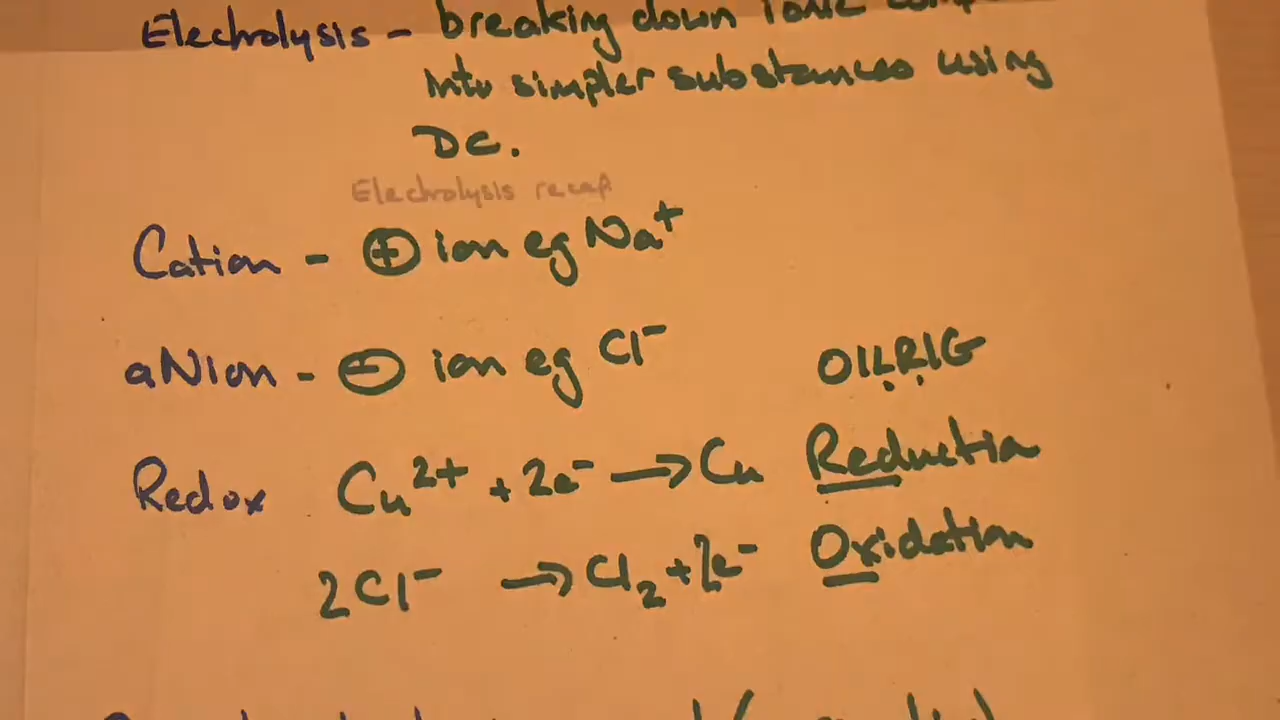 Electrolysis - breaking down ionic
into simpler substances using
DC.
Electrolysis recap
Cation - ⊕ ion eg Na⁺
aNIon - ⊖ ion eg Cl⁻
OILRIG
Redox Cu²⁺ + 2e⁻ → Cu Reduction
2Cl⁻ → Cl₂ + 2e⁻ Oxidation